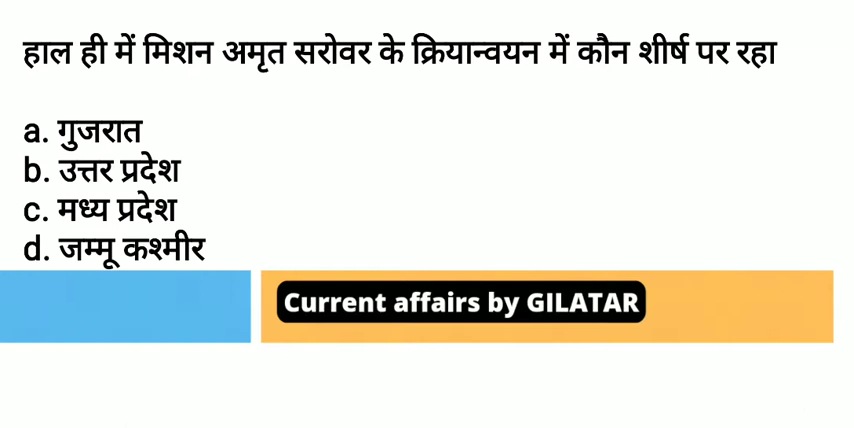 हाल ही में मिशन अमृत सरोवर के क्रियान्वयन में कौन शीर्ष पर रहा
a. गुजरात
b. उत्तर प्रदेश
c. मध्य प्रदेश
d. जम्मू कश्मीर
Current affairs by GILATAR